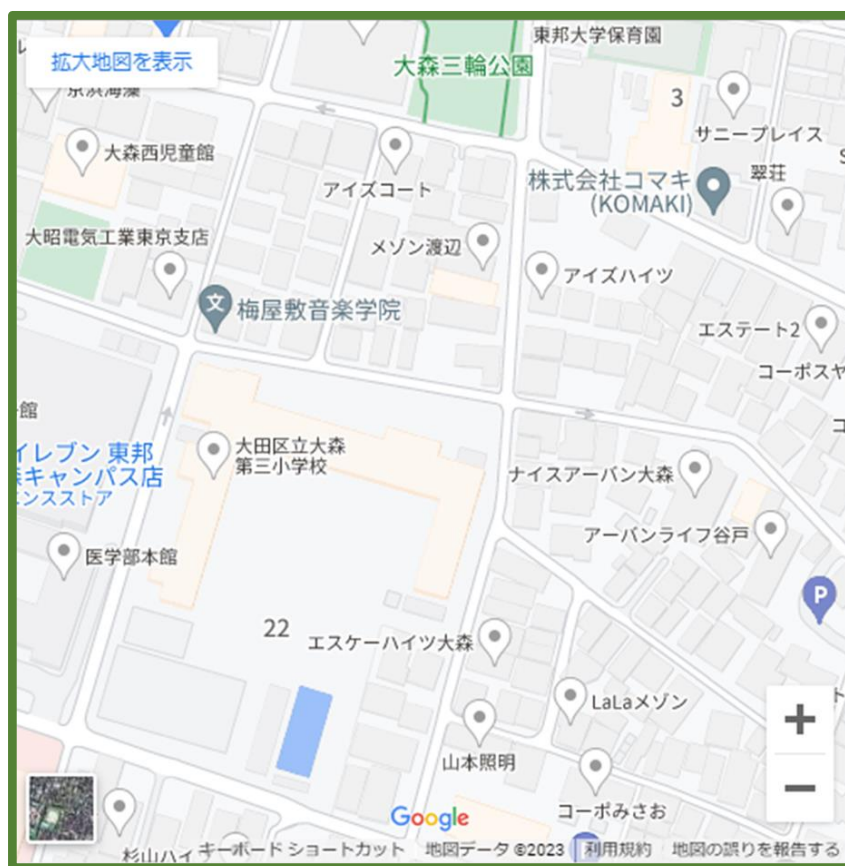 東邦大学保育園
拡大地図を表示
大森三輪公園
京浜海藻
3
サニープレイス
大森西児童館
アイズコート
株式会社コマキ
(KOMAKI)
翠荘
大昭電気工業東京支店
メゾン渡辺
アイズハイツ
梅屋敷音楽学院
エステート2
コーポスヤ
館
イレブン 東邦
キャンパス店
ンスストア
大田区立大森
第三小学校
ナイスアーバン大森
アーバンライフ谷戸
医学部本館
P
22
エスケーハイツ大森
LaLaメゾン
山本照明
コーポみさお
Google
杉山ハイ
キーボード ショートカット
地図データ ©2023
利用規約
地図の誤りを報告する